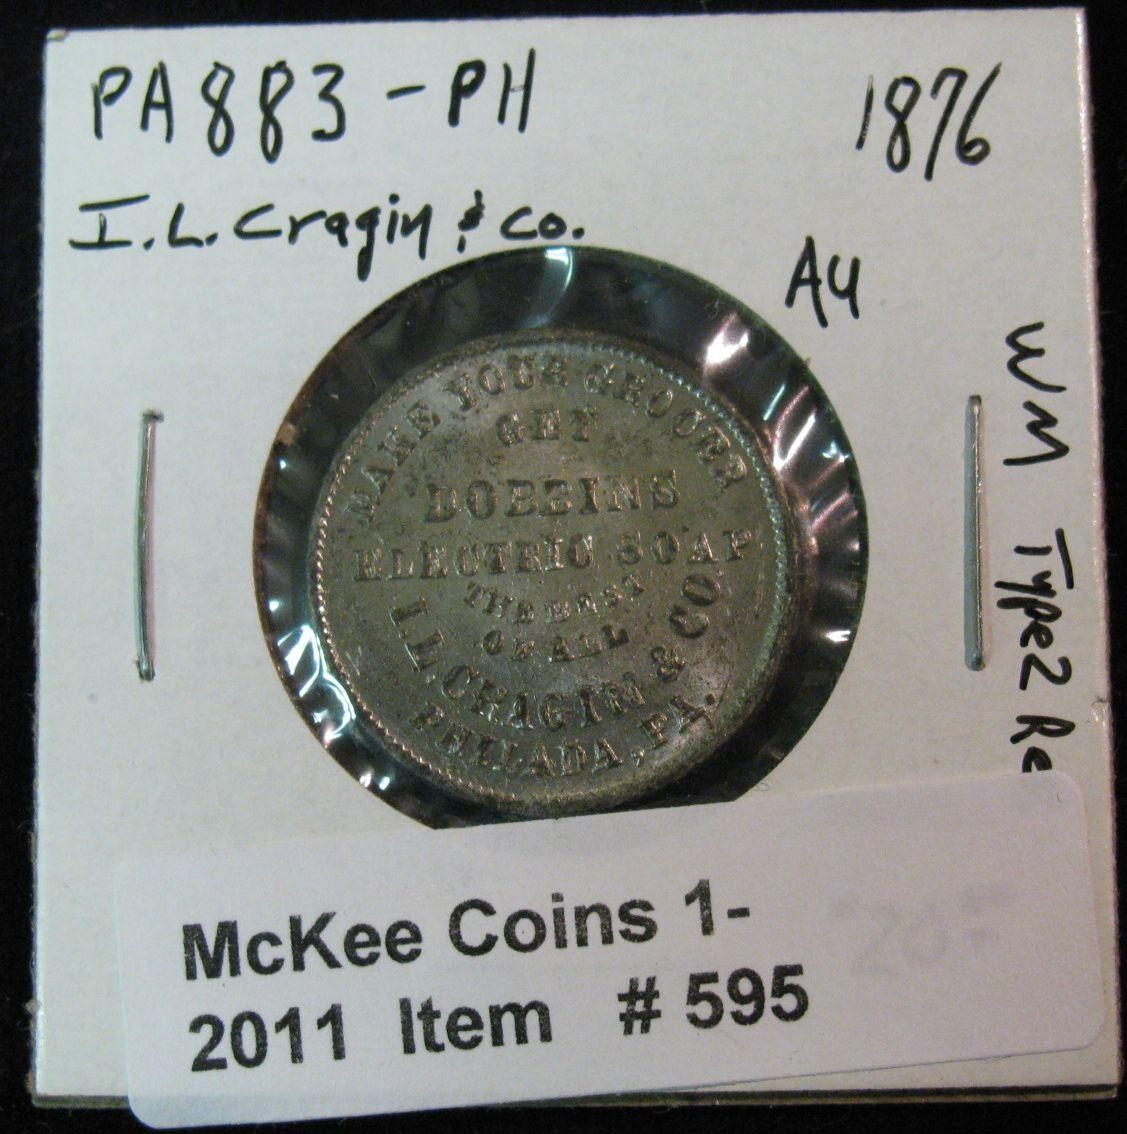 PA883-PH
1876
I.L. Cragin & Co.
AU
WM Type2 Re
MAKE YOUR GROCER
GET
DOBBINS
ELECTRIC SOAP
THE BEST
OF ALL
I.L. CRAGIN & CO.
PHILADA, PA.
McKee Coins 1-
2011 Item # 595